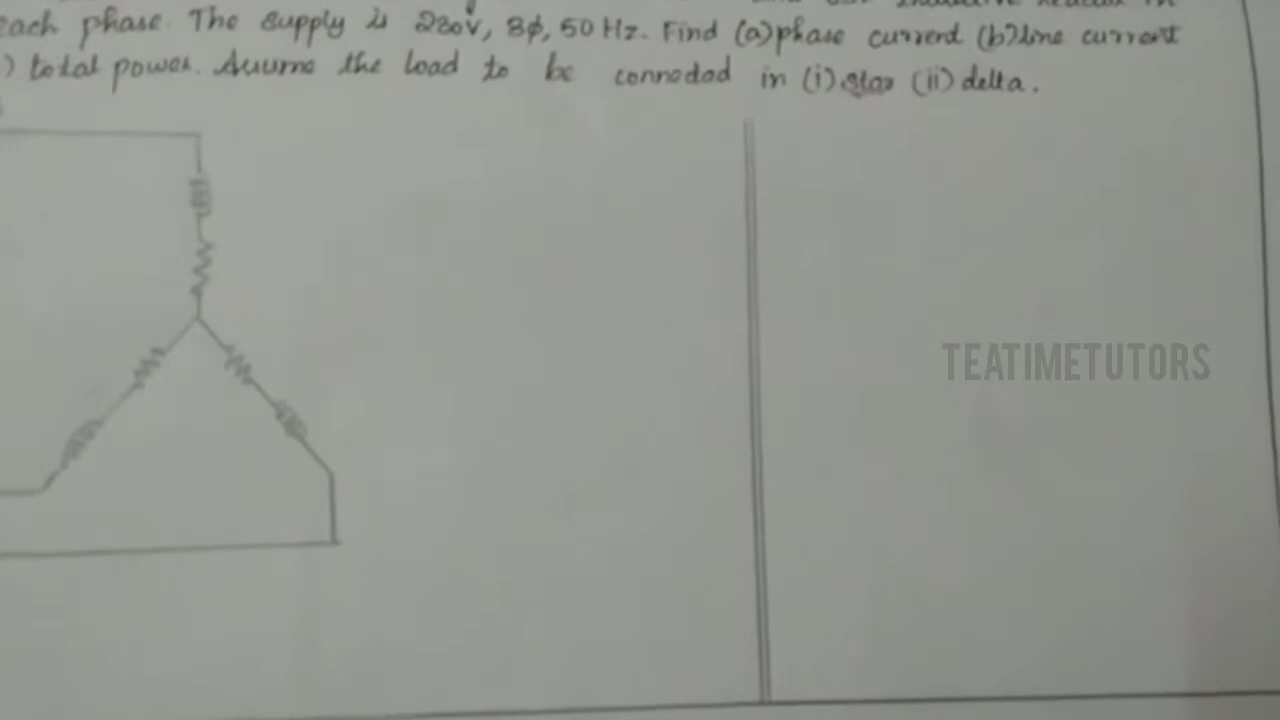 each phase. The supply is 230V, 3ϕ, 50 Hz. Find (a) phase current (b) line current
) total power. Assume the load to be connected in (i) star (ii) delta.
TEATIMETUTORS